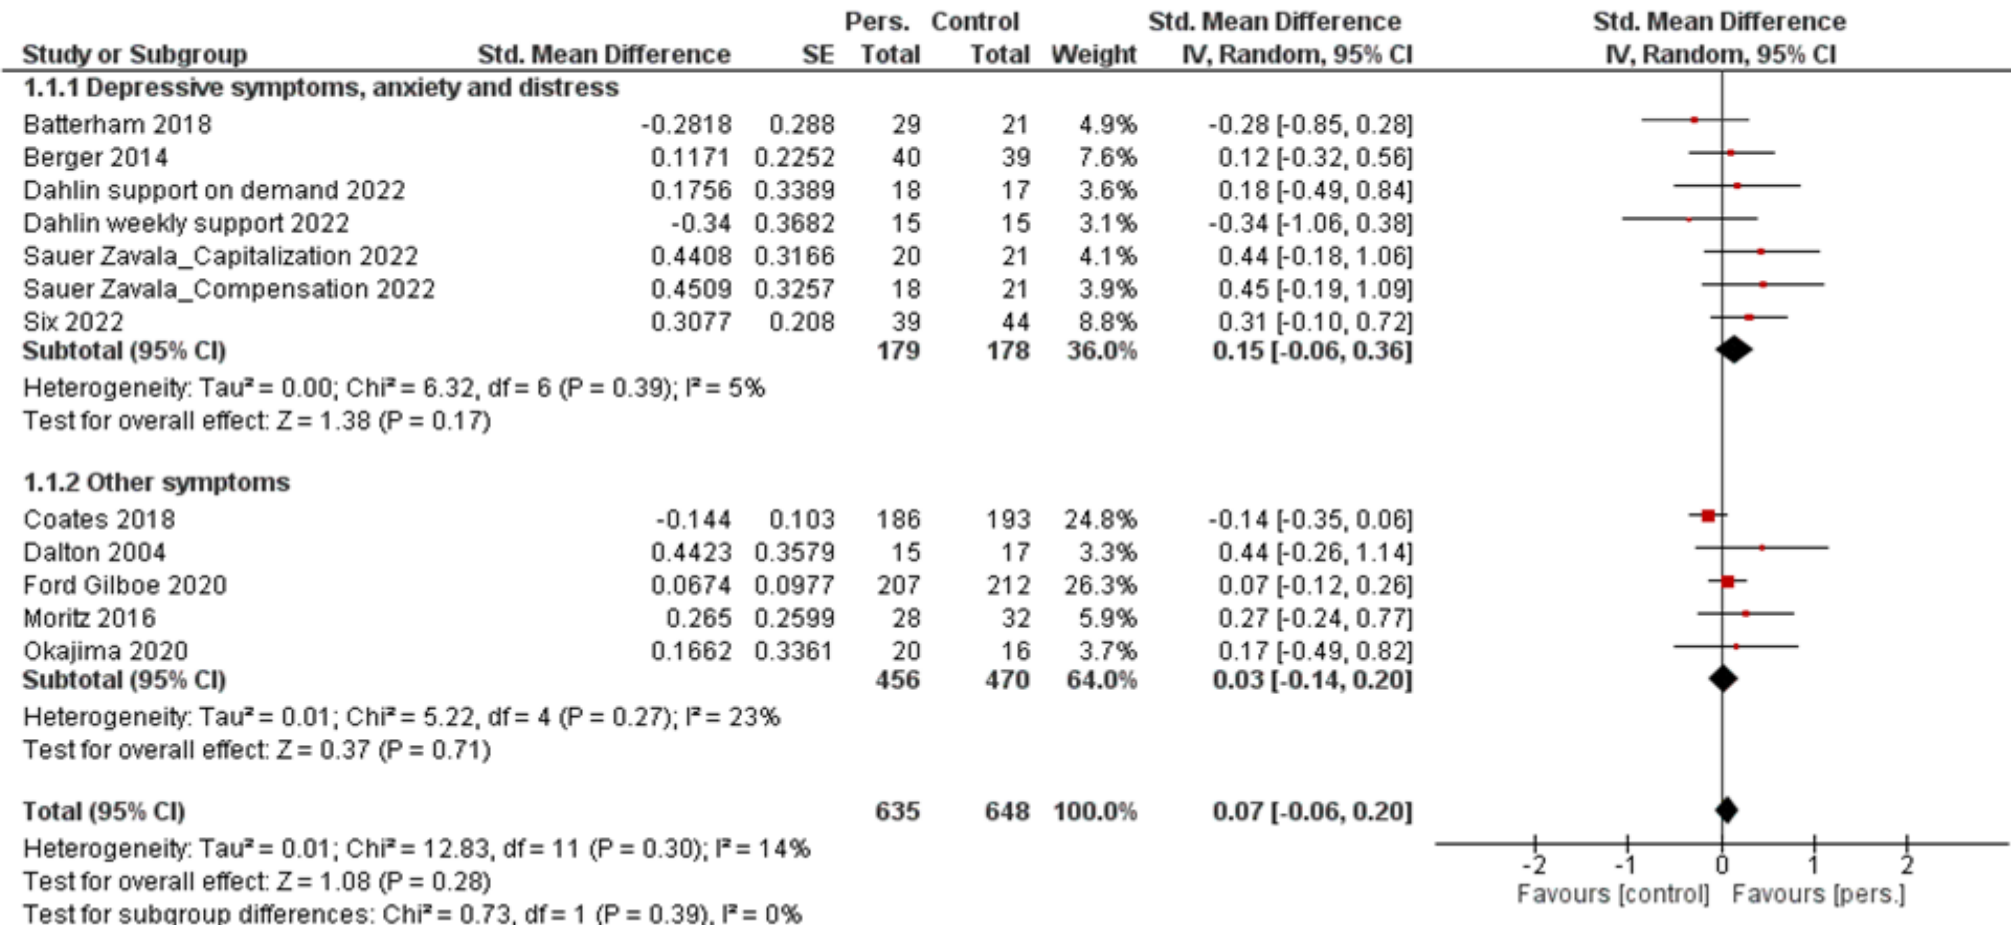 Pers. Control Std. Mean Difference Std. Mean Difference
Study or Subgroup Std. Mean Difference SE Total Total Weight IV, Random, 95% CI IV, Random, 95% CI
1.1.1 Depressive symptoms, anxiety and distress
Batterham 2018 -0.2818 0.288 29 21 4.9% -0.28 [-0.85, 0.28]
Berger 2014 0.1171 0.2252 40 39 7.6% 0.12 [-0.32, 0.56]
Dahlin support on demand 2022 0.1756 0.3389 18 17 3.6% 0.18 [-0.49, 0.84]
Dahlin weekly support 2022 -0.34 0.3682 15 15 3.1% -0.34 [-1.06, 0.38]
Sauer Zavala_Capitalization 2022 0.4408 0.3166 20 21 4.1% 0.44 [-0.18, 1.06]
Sauer Zavala_Compensation 2022 0.4509 0.3257 18 21 3.9% 0.45 [-0.19, 1.09]
Six 2022 0.3077 0.208 39 44 8.8% 0.31 [-0.10, 0.72]
Subtotal (95% CI) 179 178 36.0% 0.15 [-0.06, 0.36]
Heterogeneity: Tau² = 0.00; Chi² = 6.32, df = 6 (P = 0.39); I² = 5%
Test for overall effect: Z = 1.38 (P = 0.17)
1.1.2 Other symptoms
Coates 2018 -0.144 0.103 186 193 24.8% -0.14 [-0.35, 0.06]
Dalton 2004 0.4423 0.3579 15 17 3.3% 0.44 [-0.26, 1.14]
Ford Gilboe 2020 0.0674 0.0977 207 212 26.3% 0.07 [-0.12, 0.26]
Moritz 2016 0.265 0.2599 28 32 5.9% 0.27 [-0.24, 0.77]
Okajima 2020 0.1662 0.3361 20 16 3.7% 0.17 [-0.49, 0.82]
Subtotal (95% CI) 456 470 64.0% 0.03 [-0.14, 0.20]
Heterogeneity: Tau² = 0.01; Chi² = 5.22, df = 4 (P = 0.27); I² = 23%
Test for overall effect: Z = 0.37 (P = 0.71)
Total (95% CI) 635 648 100.0% 0.07 [-0.06, 0.20]
Heterogeneity: Tau² = 0.01; Chi² = 12.83, df = 11 (P = 0.30); I² = 14%
Test for overall effect: Z = 1.08 (P = 0.28)
Test for subgroup differences: Chi² = 0.73, df = 1 (P = 0.39), I² = 0%
-2 -1 0 1 2
Favours [control] Favours [pers.]